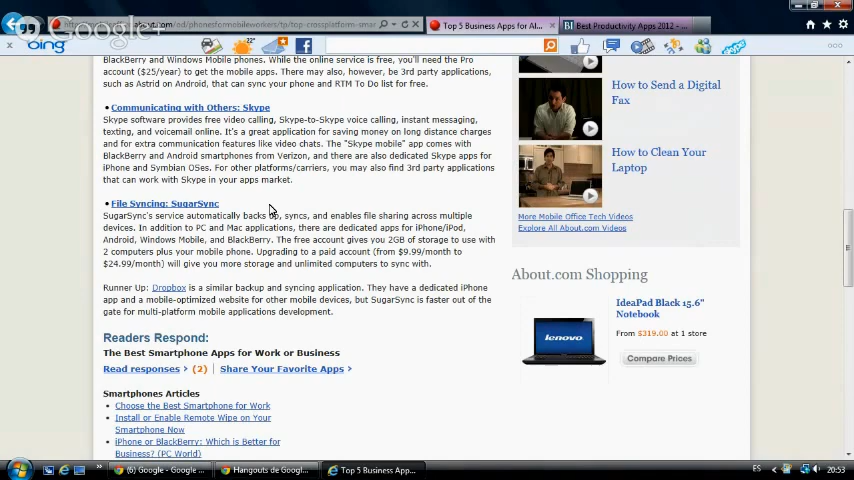 Google+
.com/od/phonesformobileworkers/tp/top-crossplatform-smar
Top 5 Business Apps for Al...
Best Productivity Apps 2012 - ...
bing
22°
BlackBerry and Windows Mobile phones. While the online service is free, you'll need the Pro
account ($25/year) to get the mobile apps. There may also, however, be 3rd party applications,
such as Astrid on Android, that can sync your phone and RTM To Do list for free.
• Communicating with Others: Skype
Skype software provides free video calling, Skype-to-Skype voice calling, instant messaging,
texting, and voicemail online. It's a great application for saving money on long distance charges
and for extra communication features like video chats. The "Skype mobile" app comes with
BlackBerry and Android smartphones from Verizon, and there are also dedicated Skype apps for
iPhone and Symbian OSes. For other platforms/carriers, you may also find 3rd party applications
that can work with Skype in your apps market.
• File Syncing: SugarSync
SugarSync's service automatically backs up, syncs, and enables file sharing across multiple
devices. In addition to PC and Mac applications, there are dedicated apps for iPhone/iPod,
Android, Windows Mobile, and BlackBerry. The free account gives you 2GB of storage to use with
2 computers plus your mobile phone. Upgrading to a paid account (from $9.99/month to
$24.99/month) will give you more storage and unlimited computers to sync with.
Runner Up: Dropbox is a similar backup and syncing application. They have a dedicated iPhone
app and a mobile-optimized website for other mobile devices, but SugarSync is faster out of the
gate for multi-platform mobile applications development.
Readers Respond:
The Best Smartphone Apps for Work or Business
Read responses > (2) | Share Your Favorite Apps >
Smartphones Articles
• Choose the Best Smartphone for Work
• Install or Enable Remote Wipe on Your
Smartphone Now
• iPhone or BlackBerry: Which is Better for
Business? (PC World)
How to Send a Digital
Fax
How to Clean Your
Laptop
More Mobile Office Tech Videos
Explore All About.com Videos
About.com Shopping
lenovo
IdeaPad Black 15.6"
Notebook
From $319.00 at 1 store
Compare Prices
(6) Google - Google ...
Hangouts de Googl...
Top 5 Business App...
ES
20:53